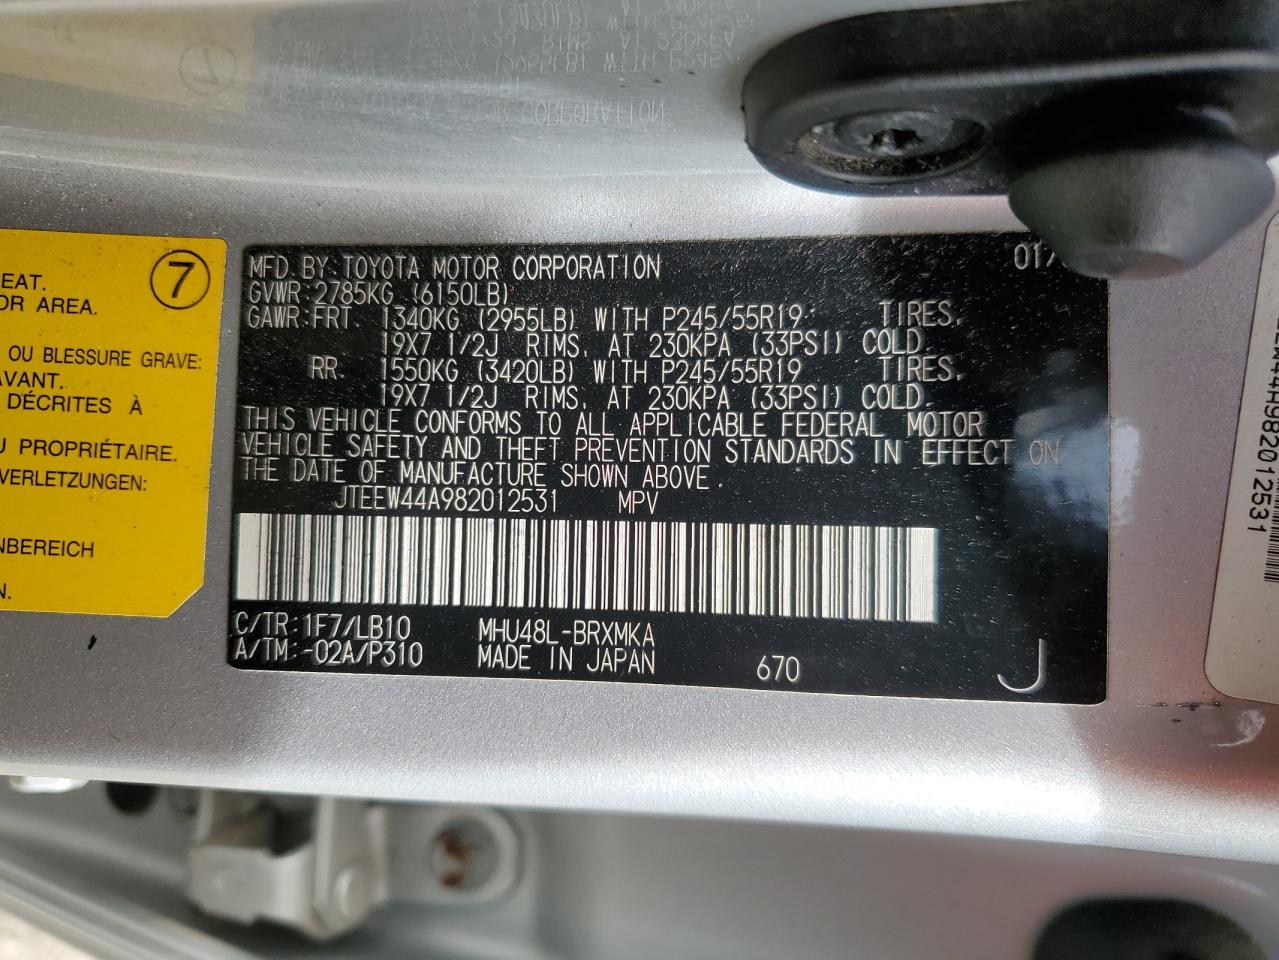 MFD. BY: TOYOTA MOTOR CORPORATION 01/
GVWR: 2785KG (6150LB)
GAWR: FRT. 1340KG (2955LB) WITH P245/55R19 TIRES.
19X7 1/2J RIMS, AT 230KPA (33PSI) COLD.
RR. 1550KG (3420LB) WITH P245/55R19 TIRES.
19X7 1/2J RIMS, AT 230KPA (33PSI) COLD.
THIS VEHICLE CONFORMS TO ALL APPLICABLE FEDERAL MOTOR
VEHICLE SAFETY AND THEFT PREVENTION STANDARDS IN EFFECT ON
THE DATE OF MANUFACTURE SHOWN ABOVE.
JTEEW44A982012531 MPV
C/TR: 1F7/LB10 MHU48L-BRXMKA
A/TM: -02A/P310 MADE IN JAPAN 670 J
7
EAT.
OR AREA.
OU BLESSURE GRAVE:
AVANT.
DÉCRITES À
U PROPRIÉTAIRE.
VERLETZUNGEN:
NBEREICH
N.
W44A982012531